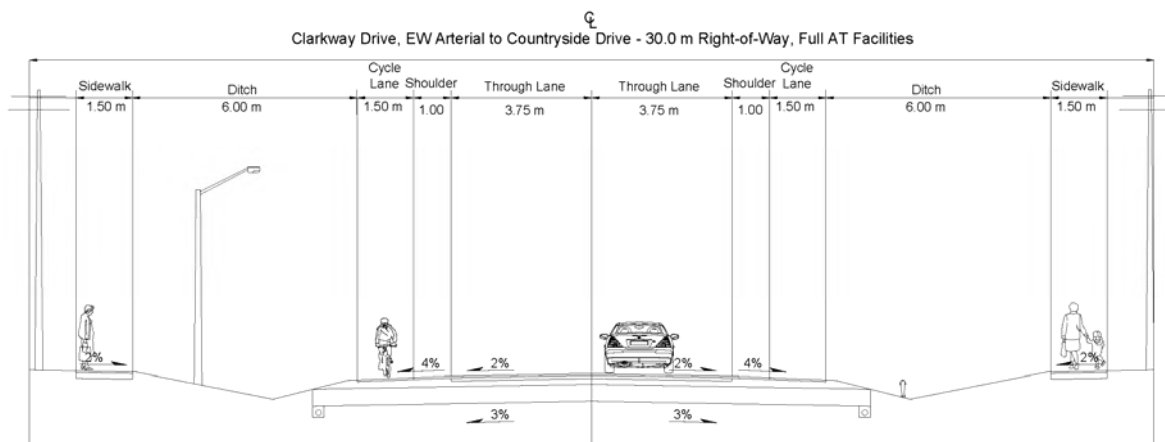 ℄
Clarkway Drive, EW Arterial to Countryside Drive - 30.0 m Right-of-Way, Full AT Facilities
Sidewalk
1.50 m
Ditch
6.00 m
Cycle
Lane
1.50 m
Shoulder
1.00
Through Lane
3.75 m
Through Lane
3.75 m
Shoulder
1.00
Cycle
Lane
1.50 m
Ditch
6.00 m
Sidewalk
1.50 m
2%
4%
2%
2%
4%
2%
3%
3%